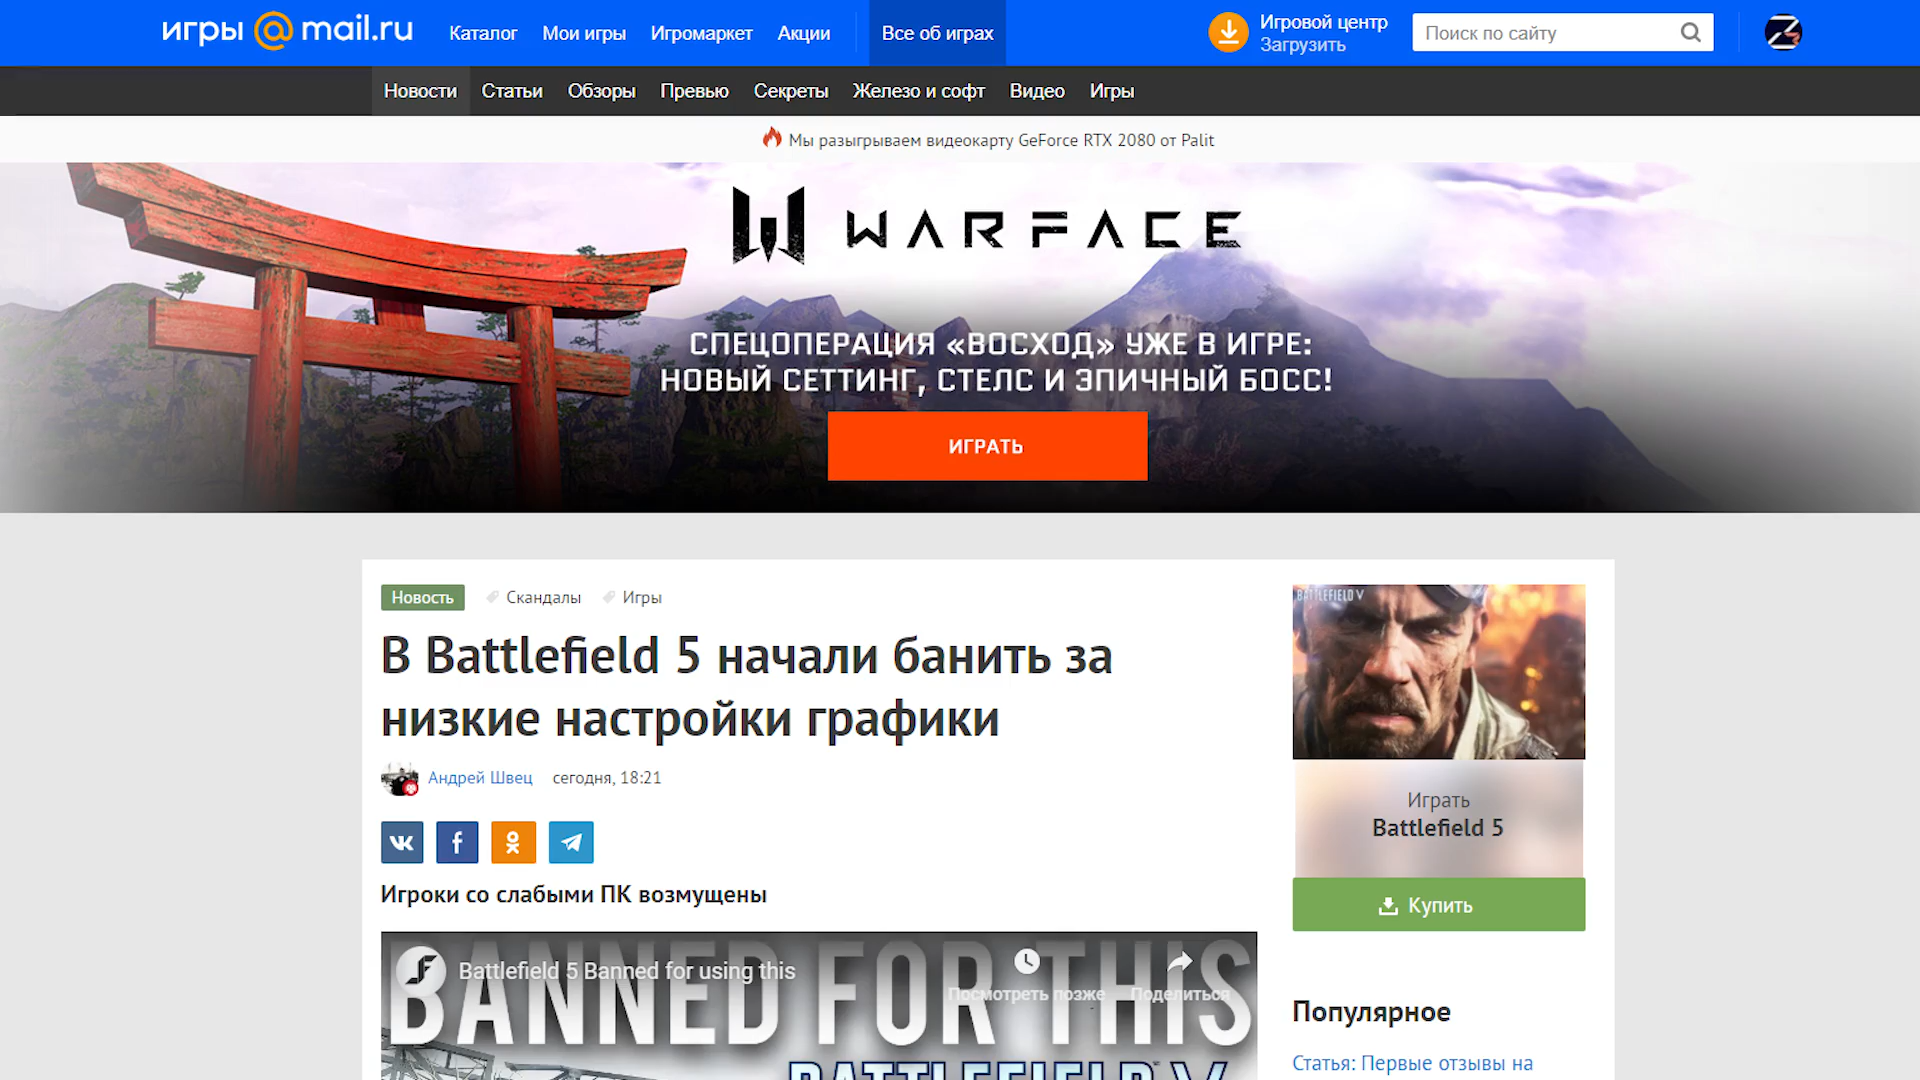 игры @ mail.ru
Каталог Мои игры Игромаркет Акции Все об играх
Игровой центр
Загрузить
Поиск по сайту
Новости Статьи Обзоры Превью Секреты Железо и софт Видео Игры
Мы разыгрываем видеокарту GeForce RTX 2080 от Palit
WARFACE
СПЕЦОПЕРАЦИЯ «ВОСХОД» УЖЕ В ИГРЕ:
НОВЫЙ СЕТТИНГ, СТЕЛС И ЭПИЧНЫЙ БОСС!
ИГРАТЬ
Новость Скандалы Игры
В Battlefield 5 начали банить за
низкие настройки графики
Андрей Швец сегодня, 18:21
Игроки со слабыми ПК возмущены
Battlefield 5 Banned for using this
Посмотреть позже Поделиться
BANNED FOR THIS
BATTLEFIELD V
BATTLEFIELD V
Играть
Battlefield 5
Купить
Популярное
Статья: Первые отзывы на